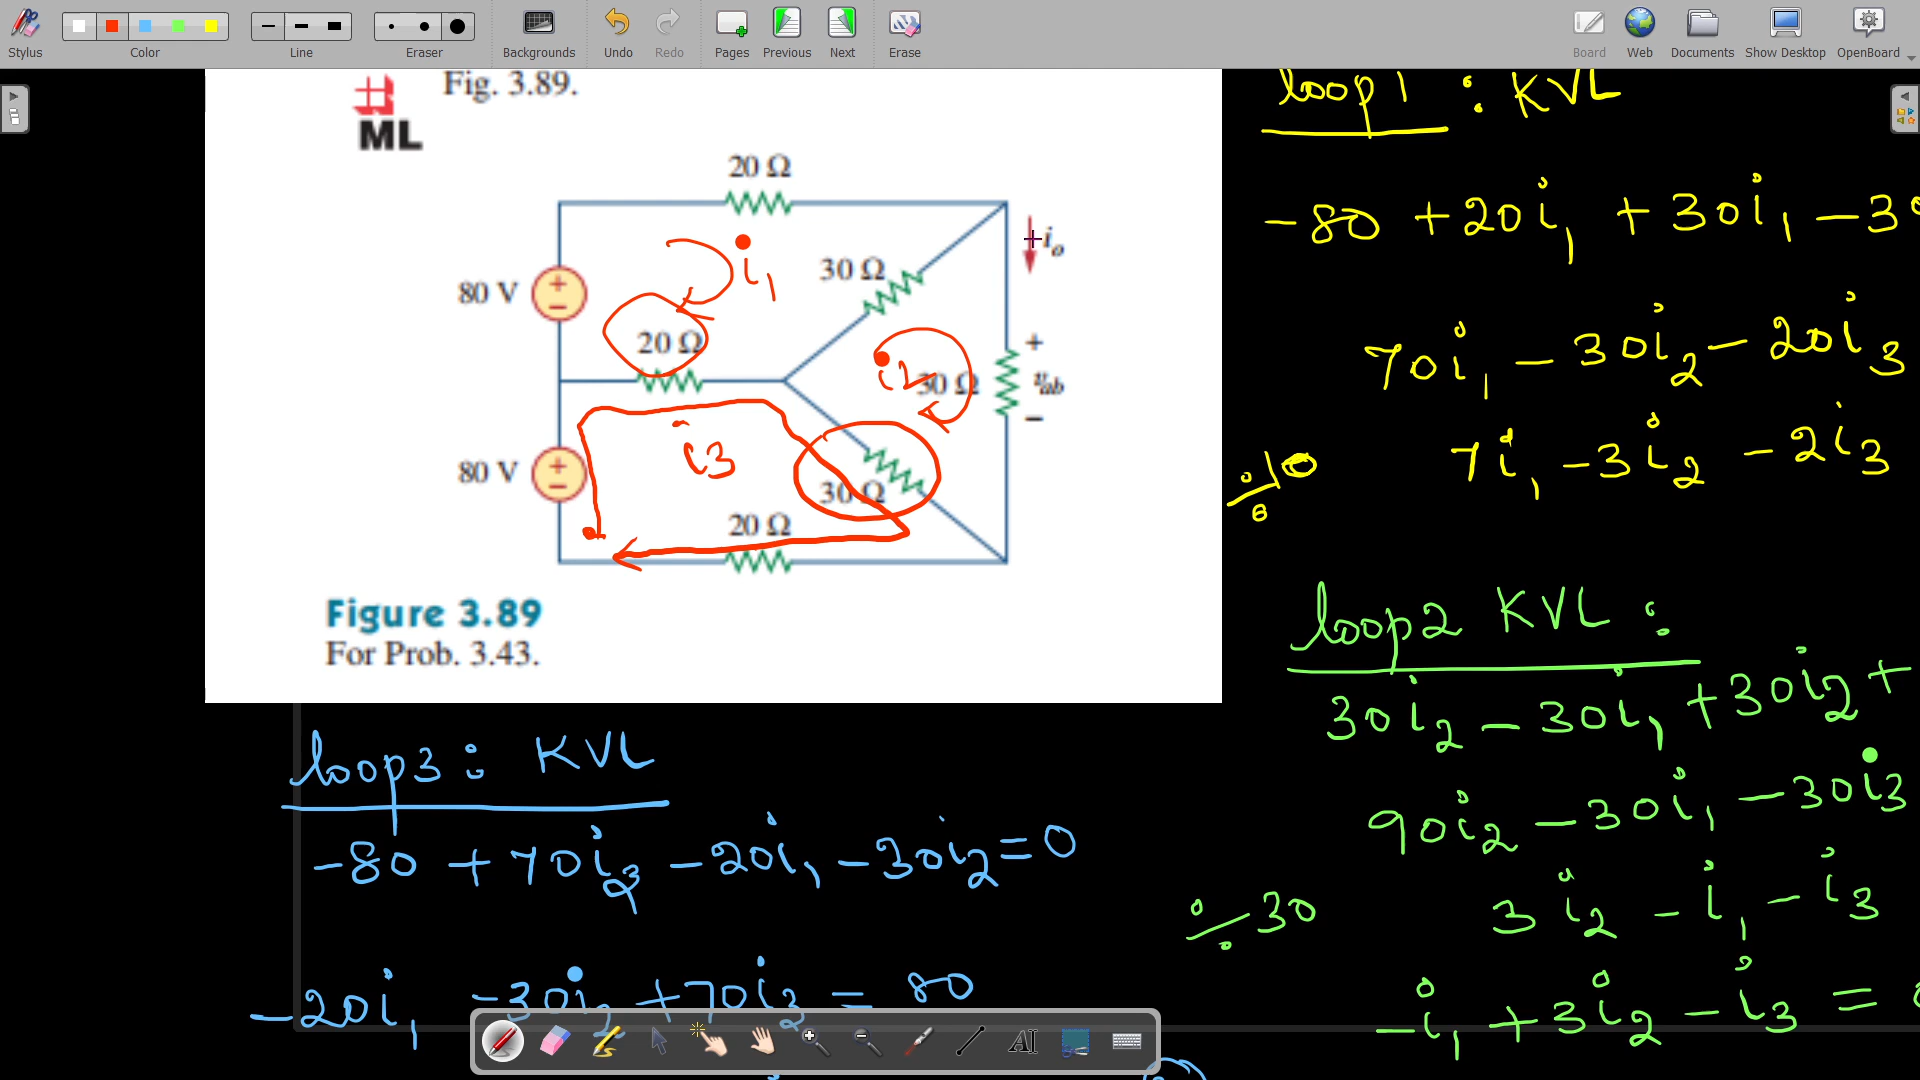 Stylus Color Line Eraser Backgrounds Undo Redo Pages Previous Next Erase Board Web Documents Show Desktop OpenBoard
Fig. 3.89.
ML
20 Ω
80 V
i1
30 Ω
io
20 Ω
+
i2
30 Ω
vab
−
80 V
i3
30 Ω
20 Ω
Figure 3.89
For Prob. 3.43.
loop1 : KVL
-80 + 20i1 + 30i1 - 30
70i1 - 30i2 - 20i3
÷10
7i1 - 3i2 - 2i3
loop2 KVL :
30i2 - 30i1 + 30i2 +
90i2 - 30i1 - 30i3
÷30
3i2 - i1 - i3
-i1 + 3i2 - i3 =
loop3 : KVL
-80 + 70i3 - 20i1 - 30i2 = 0
-20i1 - 30i2 + 70i3 = 80
AI